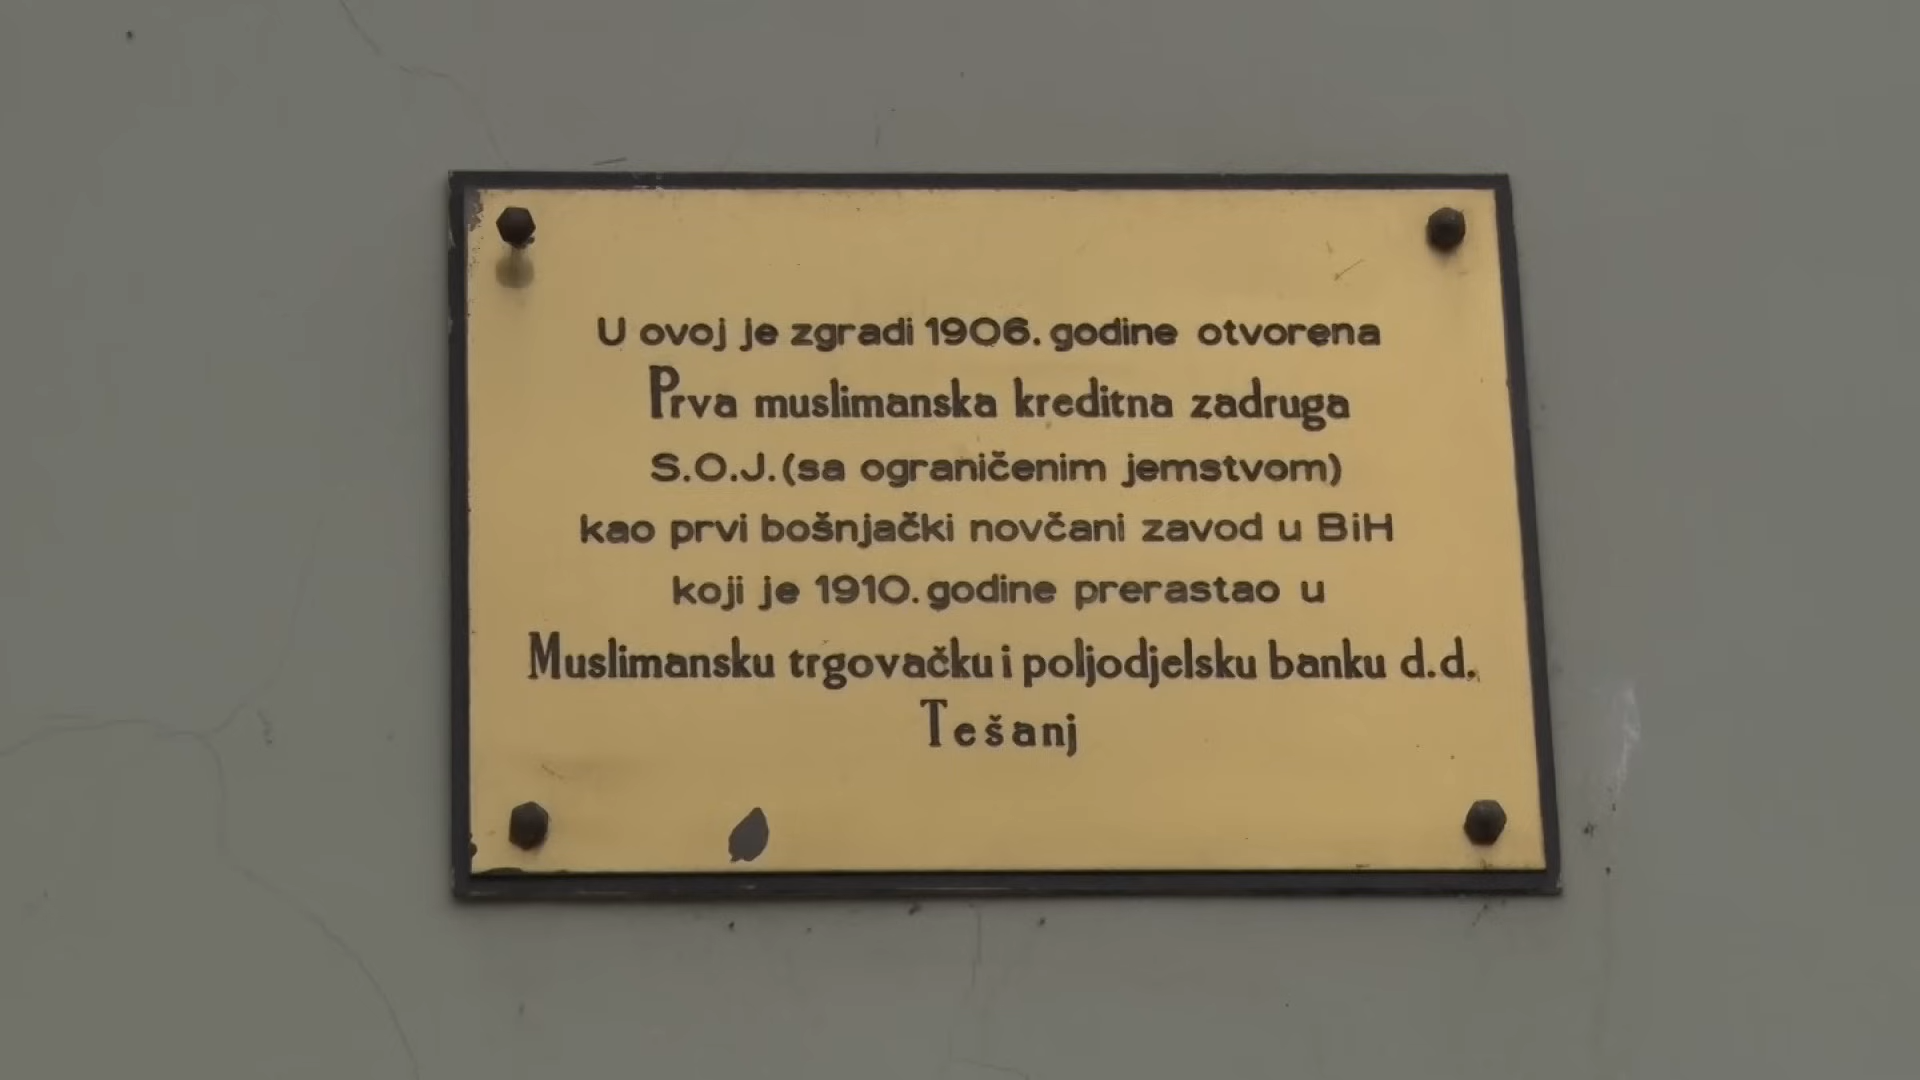 U ovoj je zgradi 1906. godine otvorena
Prva muslimanska kreditna zadruga
S.O.J. (sa ograničenim jemstvom)
kao prvi bošnjački novčani zavod u BiH
koji je 1910. godine prerastao u
Muslimansku trgovačku i poljodjelsku banku d.d.
Tešanj